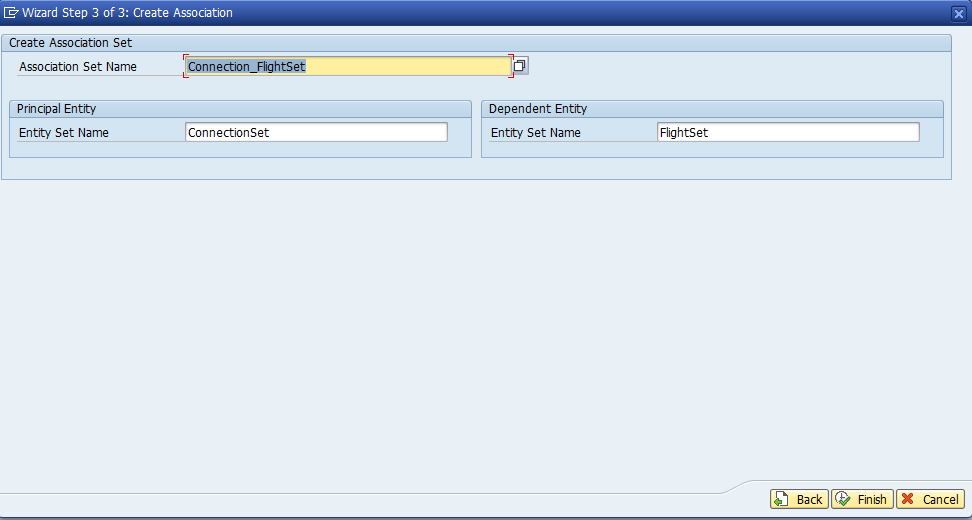 Wizard Step 3 of 3: Create Association
Create Association Set
Association Set Name Connection_FlightSet
Principal Entity Dependent Entity
Entity Set Name ConnectionSet Entity Set Name FlightSet
Back Finish Cancel